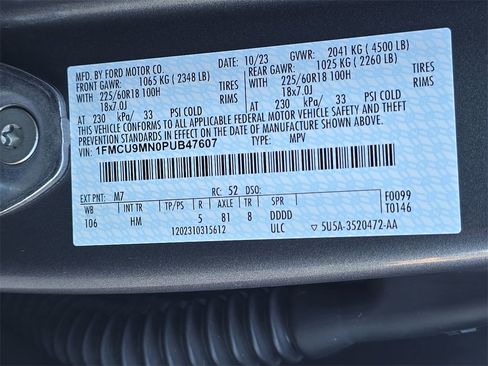 MFD. BY FORD MOTOR CO. 10/23 GVWR: 2041 KG ( 4500 LB)
FRONT GAWR: 1065 KG ( 2348 LB) REAR GAWR: 1025 KG ( 2260 LB)
WITH 225/60R18 100H TIRES WITH 225/60R18 100H TIRES
18x7.0J RIMS 18x7.0J RIMS
AT 230 kPa/ 33 PSI COLD AT 230 kPa/ 33 PSI COLD
THIS VEHICLE CONFORMS TO ALL APPLICABLE FEDERAL MOTOR VEHICLE SAFETY, BUMPER, AND THEFT
PREVENTION STANDARDS IN EFFECT ON THE DATE OF MANUFACTURE SHOWN ABOVE.
VIN: 1FMCU9MN0PUB47607 TYPE: MPV
EXT PNT: M7 RC: 52 DSO:
WB INT TR TP/PS R AXLE TR SPR F0099
106 HM 5 81 8 DDDD T0146
1202310315612 ULC ▽ 5U5A-3520472-AA